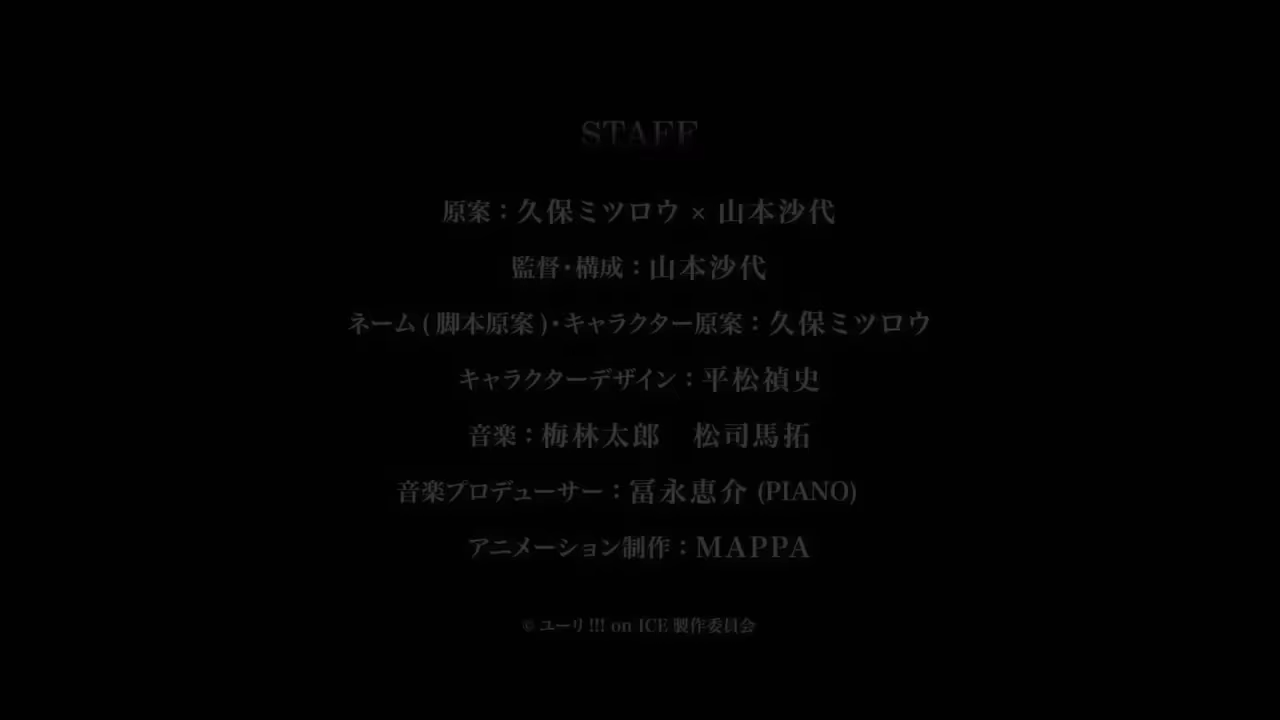 STAFF
原案：久保ミツロウ × 山本沙代
監督・構成：山本沙代
ネーム ( 脚本原案 )・キャラクター原案：久保ミツロウ
キャラクターデザイン：平松禎史
音楽：梅林太郎　松司馬拓
音楽プロデューサー：冨永恵介 (PIANO)
アニメーション制作：MAPPA
© ユーリ !!! on ICE 製作委員会